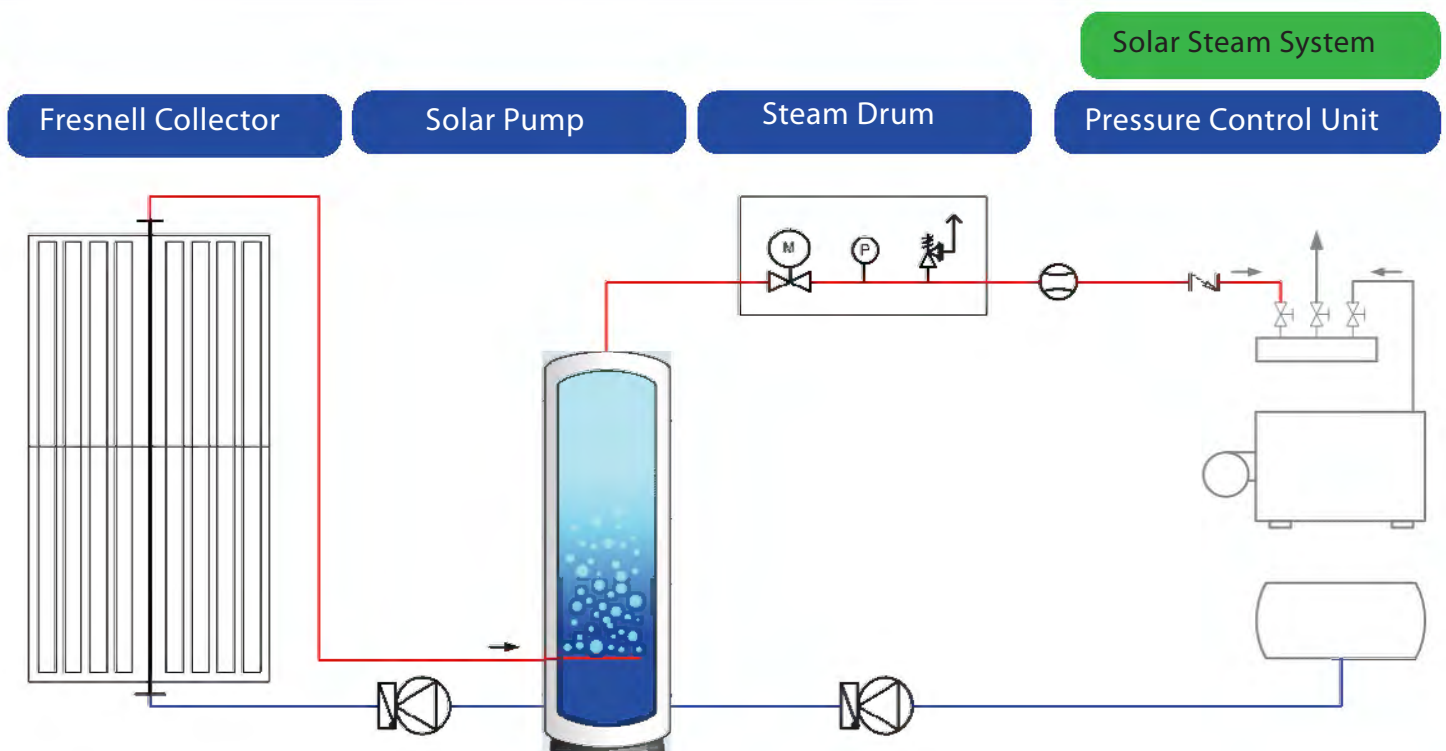 Solar Steam System
Fresnell Collector
Solar Pump
Steam Drum
Pressure Control Unit
M
P